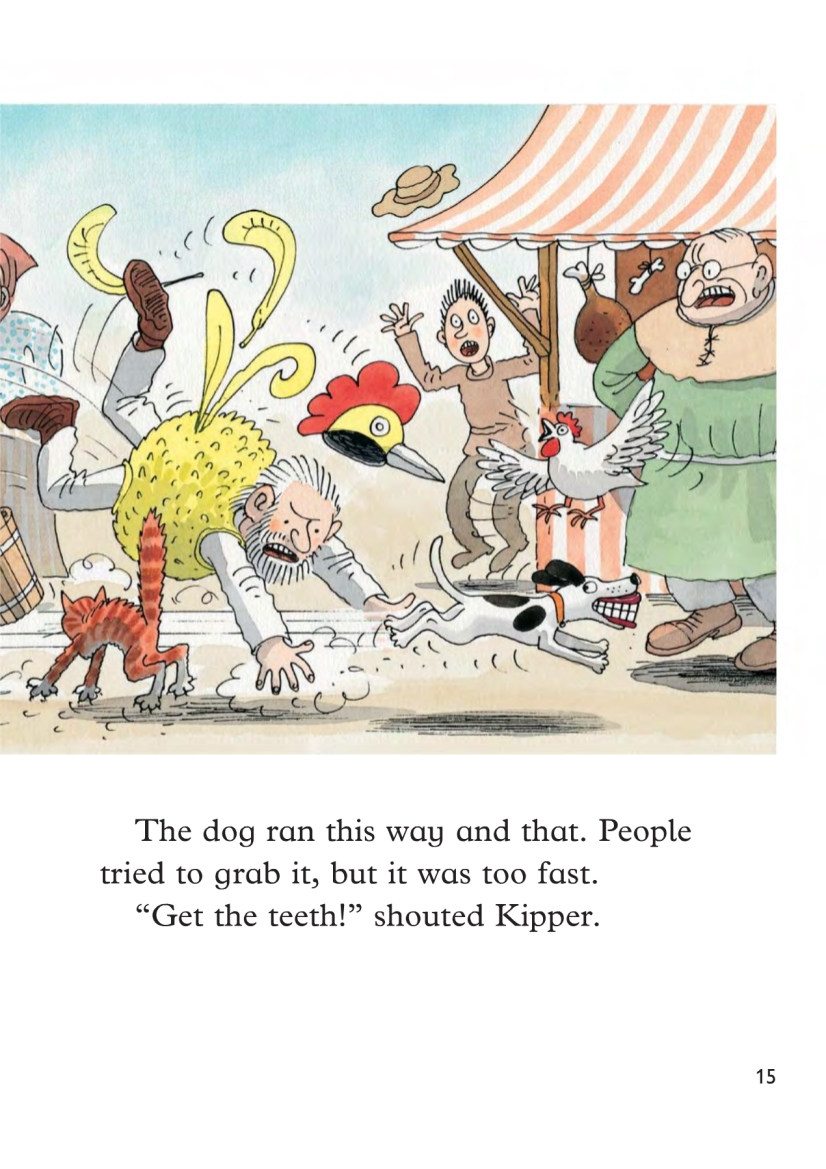 The dog ran this way and that. People
tried to grab it, but it was too fast.
“Get the teeth!” shouted Kipper.
15